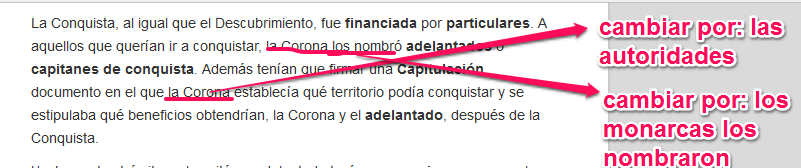 La Conquista, al igual que el Descubrimiento, fue financiada por particulares. A
aquellos que querían ir a conquistar, la Corona los nombró adelantados o
capitanes de conquista. Además tenían que firmar una Capitulación,
documento en el que la Corona establecía qué territorio podía conquistar y se
estipulaba qué beneficios obtendrían, la Corona y el adelantado, después de la
Conquista.
cambiar por: las
autoridades
cambiar por: los
monarcas los
nombraron